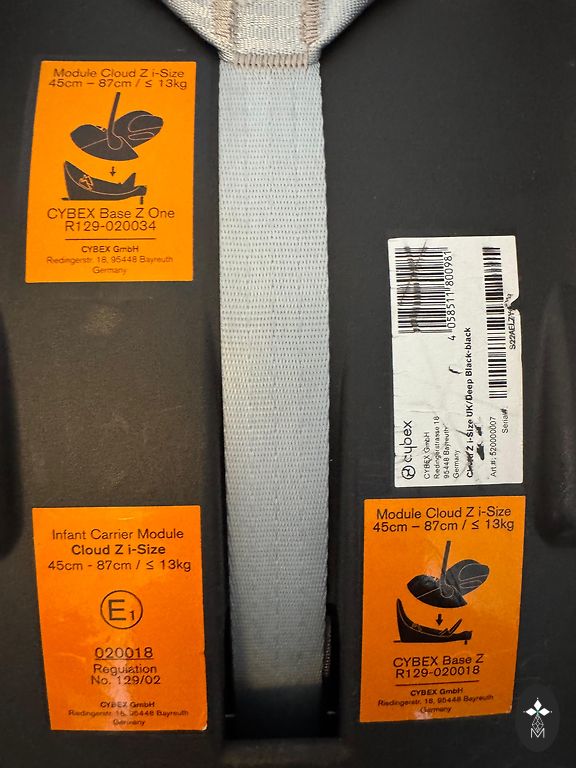 Module Cloud Z i-Size
45cm – 87cm / ≤ 13kg
CYBEX Base Z One
R129-020034
CYBEX GmbH
Riedingerstr. 18, 95448 Bayreuth
Germany
4 058511 800981
cybex
CYBEX GmbH
Riedingerstrasse 18
95448 Bayreuth
Germany
Cloud Z i-Size UK/Deep Black-black
Art.#: 520000007
Serial#:
Infant Carrier Module
Cloud Z i-Size
45cm - 87cm / ≤ 13kg
E1
020018
Regulation
No. 129/02
CYBEX GmbH
Riedingerstr. 18, 95448 Bayreuth
Germany
Module Cloud Z i-Size
45cm – 87cm / ≤ 13kg
CYBEX Base Z
R129-020018
CYBEX GmbH
Riedingerstr. 18, 95448 Bayreuth
Germany
M